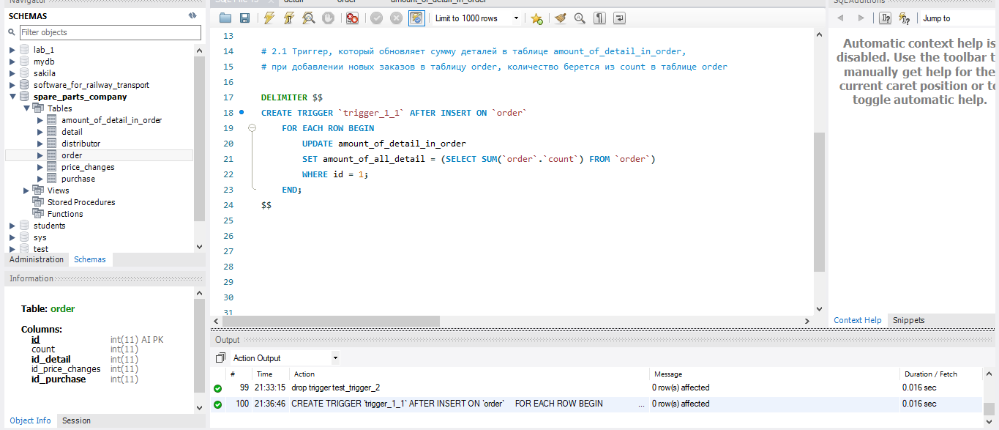 Navigator
SCHEMAS
Filter objects
lab_1
mydb
sakila
software_for_railway_transport
spare_parts_company
Tables
amount_of_detail_in_order
detail
distributor
order
price_changes
purchase
Views
Stored Procedures
Functions
students
sys
test
Administration Schemas
Information
Table: order
Columns:
id int(11) AI PK
count int(11)
id_detail int(11)
id_price_changes int(11)
id_purchase int(11)
Object Info Session
detail order amount_of_detail_in_order
Limit to 1000 rows
13
14 # 2.1 Триггер, который обновляет сумму деталей в таблице amount_of_detail_in_order,
15 # при добавлении новых заказов в таблицу order, количество берется из count в таблице order
16
17 DELIMITER $$
18 CREATE TRIGGER `trigger_1_1` AFTER INSERT ON `order`
19 FOR EACH ROW BEGIN
20 UPDATE amount_of_detail_in_order
21 SET amount_of_all_detail = (SELECT SUM(`order`.`count`) FROM `order`)
22 WHERE id = 1;
23 END;
24 $$
25
26
27
28
29
30
31
Output
Action Output
# Time Action Message Duration / Fetch
99 21:33:15 drop trigger test_trigger_2 0 row(s) affected 0.016 sec
100 21:36:46 CREATE TRIGGER `trigger_1_1` AFTER INSERT ON `order` FOR EACH ROW BEGIN ... 0 row(s) affected 0.016 sec
SQLAdditions
Jump to
Automatic context help is
disabled. Use the toolbar t
manually get help for the
current caret position or to
toggle automatic help.
Context Help Snippets